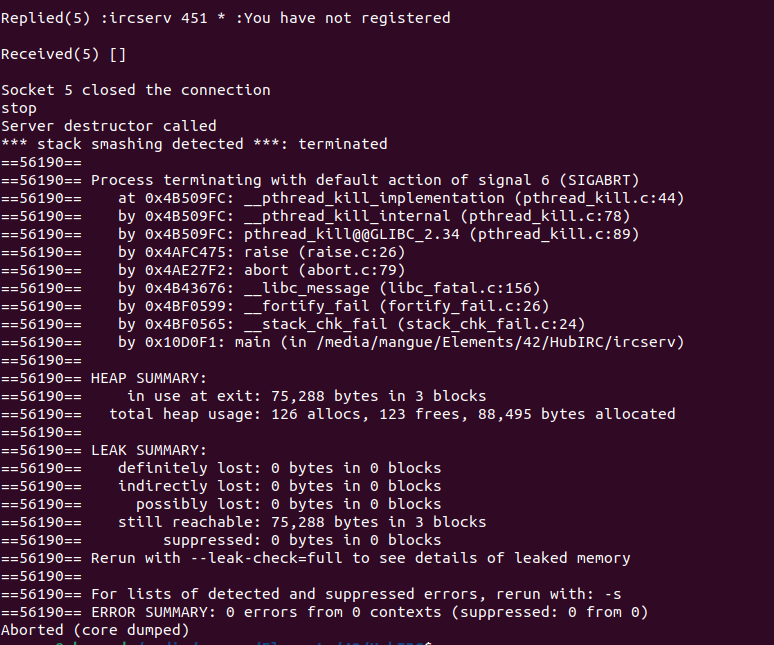 Replied(5) :ircserv 451 * :You have not registered
Received(5) []
Socket 5 closed the connection
stop
Server destructor called
*** stack smashing detected ***: terminated
==56190==
==56190== Process terminating with default action of signal 6 (SIGABRT)
==56190==    at 0x4B509FC: __pthread_kill_implementation (pthread_kill.c:44)
==56190==    by 0x4B509FC: __pthread_kill_internal (pthread_kill.c:78)
==56190==    by 0x4B509FC: pthread_kill@@GLIBC_2.34 (pthread_kill.c:89)
==56190==    by 0x4AFC475: raise (raise.c:26)
==56190==    by 0x4AE27F2: abort (abort.c:79)
==56190==    by 0x4B43676: __libc_message (libc_fatal.c:156)
==56190==    by 0x4BF0599: __fortify_fail (fortify_fail.c:26)
==56190==    by 0x4BF0565: __stack_chk_fail (stack_chk_fail.c:24)
==56190==    by 0x10D0F1: main (in /media/mangue/Elements/42/HubIRC/ircserv)
==56190==
==56190== HEAP SUMMARY:
==56190==     in use at exit: 75,288 bytes in 3 blocks
==56190==   total heap usage: 126 allocs, 123 frees, 88,495 bytes allocated
==56190==
==56190== LEAK SUMMARY:
==56190==    definitely lost: 0 bytes in 0 blocks
==56190==    indirectly lost: 0 bytes in 0 blocks
==56190==      possibly lost: 0 bytes in 0 blocks
==56190==    still reachable: 75,288 bytes in 3 blocks
==56190==         suppressed: 0 bytes in 0 blocks
==56190== Rerun with --leak-check=full to see details of leaked memory
==56190==
==56190== For lists of detected and suppressed errors, rerun with: -s
==56190== ERROR SUMMARY: 0 errors from 0 contexts (suppressed: 0 from 0)
Aborted (core dumped)